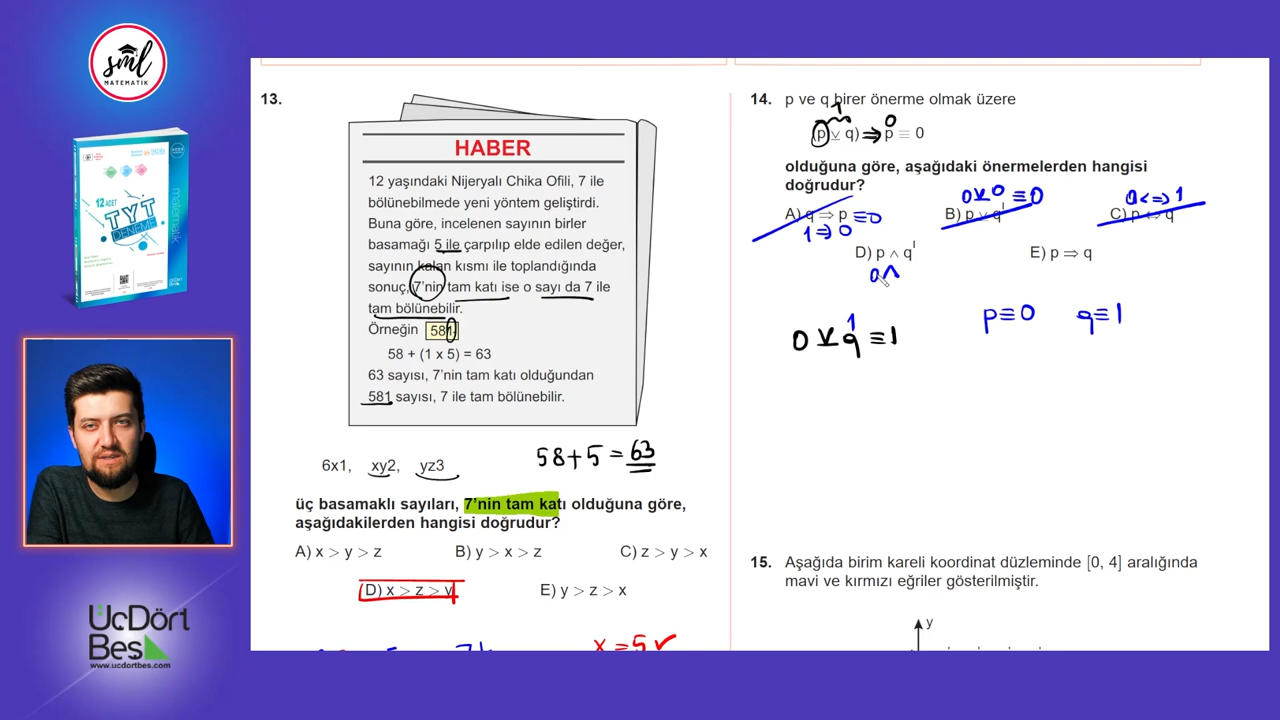 sml
MATEMATİK
12 ADET
TYT
DENEME
matematik
ÜcDört
Beş
www.ucdortbes.com
13.
HABER
12 yaşındaki Nijeryalı Chika Ofili, 7 ile
bölünebilmede yeni yöntem geliştirdi.
Buna göre, incelenen sayının birler
basamağı 5 ile çarpılıp elde edilen değer,
sayının kalan kısmı ile toplandığında
sonuç, 7'nin tam katı ise o sayı da 7 ile
tam bölünebilir.
Örneğin 581
58 + (1 x 5) = 63
63 sayısı, 7'nin tam katı olduğundan
581 sayısı, 7 ile tam bölünebilir.
58+5 = 63
6x1, xy2, yz3
üç basamaklı sayıları, 7'nin tam katı olduğuna göre,
aşağıdakilerden hangisi doğrudur?
A) x > y > z B) y > x > z C) z > y > x
D) x > z > y E) y > z > x
x = 5 ✓
14. p ve q birer önerme olmak üzere
1 0
(p ⊻ q) ⇒ p ≡ 0
olduğuna göre, aşağıdaki önermelerden hangisi
doğrudur?
0 ⊻ 0 ≡ 0 0 <=> 1
A) q ⇒ p ≡ 0 B) p ⊻ q' C) p ⇔ q
1 ⇒ 0
D) p ∧ q' E) p ⇒ q
0 ∧
p ≡ 0 q ≡ 1
1
0 ⊻ q ≡ 1
15. Aşağıda birim kareli koordinat düzleminde [0, 4] aralığında
mavi ve kırmızı eğriler gösterilmiştir.
y